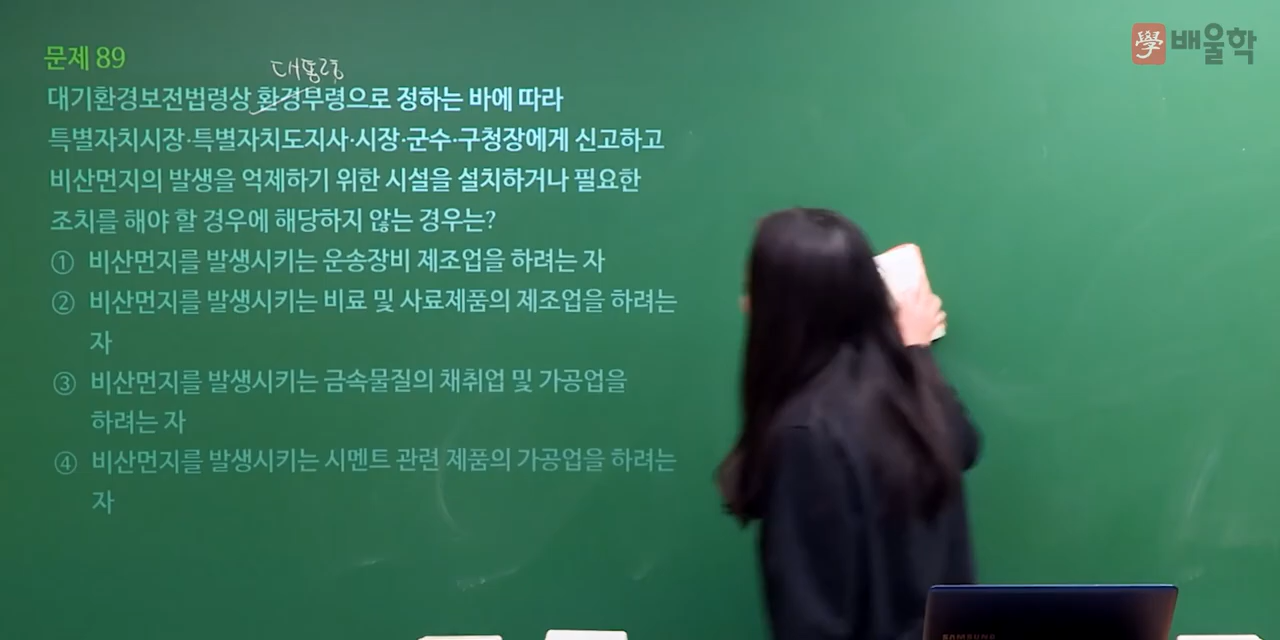 문제 89
대통령
대기환경보전법령상 환경부령으로 정하는 바에 따라
특별자치시장·특별자치도지사·시장·군수·구청장에게 신고하고
비산먼지의 발생을 억제하기 위한 시설을 설치하거나 필요한
조치를 해야 할 경우에 해당하지 않는 경우는?
① 비산먼지를 발생시키는 운송장비 제조업을 하려는 자
② 비산먼지를 발생시키는 비료 및 사료제품의 제조업을 하려는
자
③ 비산먼지를 발생시키는 금속물질의 채취업 및 가공업을
하려는 자
④ 비산먼지를 발생시키는 시멘트 관련 제품의 가공업을 하려는
자
學 배울학
SAMSUNG